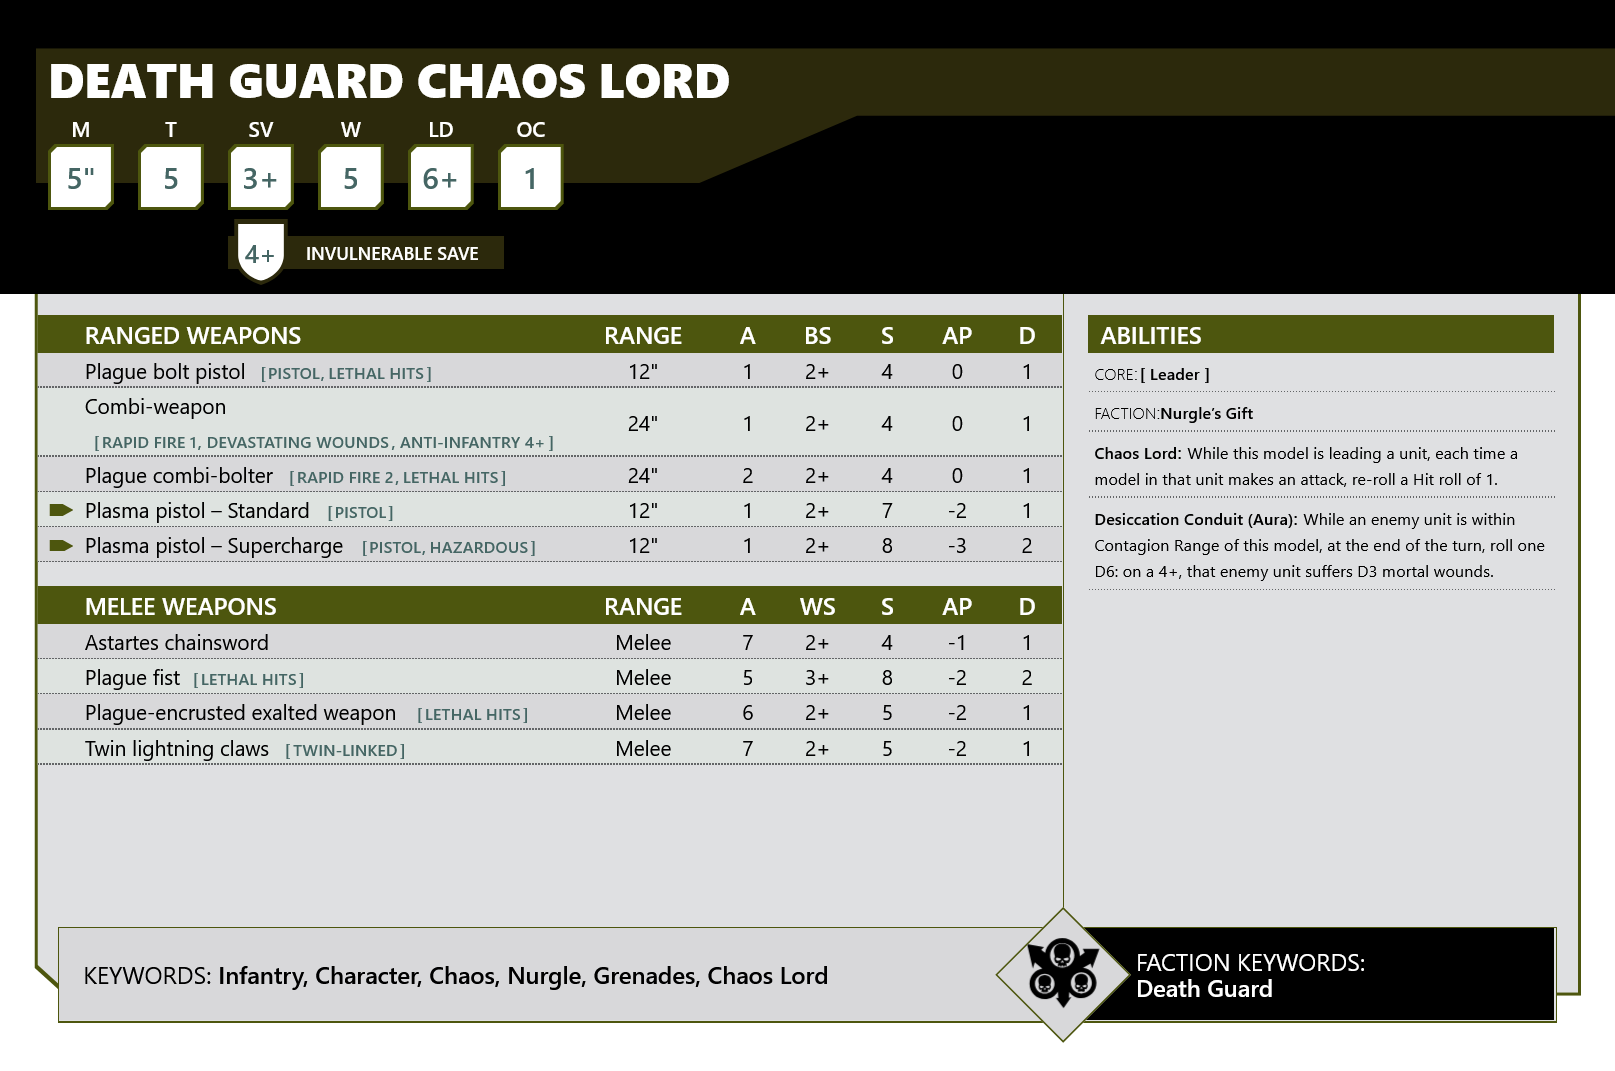 DEATH GUARD CHAOS LORD
M T SV W LD OC
5" 5 3+ 5 6+ 1
4+ INVULNERABLE SAVE
RANGED WEAPONS RANGE A BS S AP D
Plague bolt pistol [PISTOL, LETHAL HITS] 12" 1 2+ 4 0 1
Combi-weapon
[RAPID FIRE 1, DEVASTATING WOUNDS, ANTI-INFANTRY 4+] 24" 1 2+ 4 0 1
Plague combi-bolter [RAPID FIRE 2, LETHAL HITS] 24" 2 2+ 4 0 1
Plasma pistol – Standard [PISTOL] 12" 1 2+ 7 -2 1
Plasma pistol – Supercharge [PISTOL, HAZARDOUS] 12" 1 2+ 8 -3 2
MELEE WEAPONS RANGE A WS S AP D
Astartes chainsword Melee 7 2+ 4 -1 1
Plague fist [LETHAL HITS] Melee 5 3+ 8 -2 2
Plague-encrusted exalted weapon [LETHAL HITS] Melee 6 2+ 5 -2 1
Twin lightning claws [TWIN-LINKED] Melee 7 2+ 5 -2 1
ABILITIES
CORE: [ Leader ]
FACTION:Nurgle's Gift
Chaos Lord: While this model is leading a unit, each time a
model in that unit makes an attack, re-roll a Hit roll of 1.
Desiccation Conduit (Aura): While an enemy unit is within
Contagion Range of this model, at the end of the turn, roll one
D6: on a 4+, that enemy unit suffers D3 mortal wounds.
KEYWORDS: Infantry, Character, Chaos, Nurgle, Grenades, Chaos Lord
FACTION KEYWORDS:
Death Guard